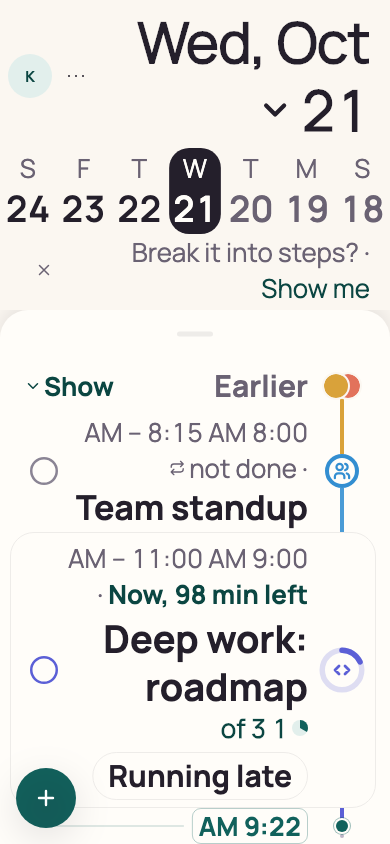 Wed, Oct
21
K
...
S F T W T M S
24 23 22 21 20 19 18
Break it into steps? ·
Show me
Earlier
Show
AM – 8:15 AM 8:00
not done ·
Team standup
AM – 11:00 AM 9:00
· Now, 98 min left
Deep work:
roadmap
of 3 1
Running late
AM 9:22